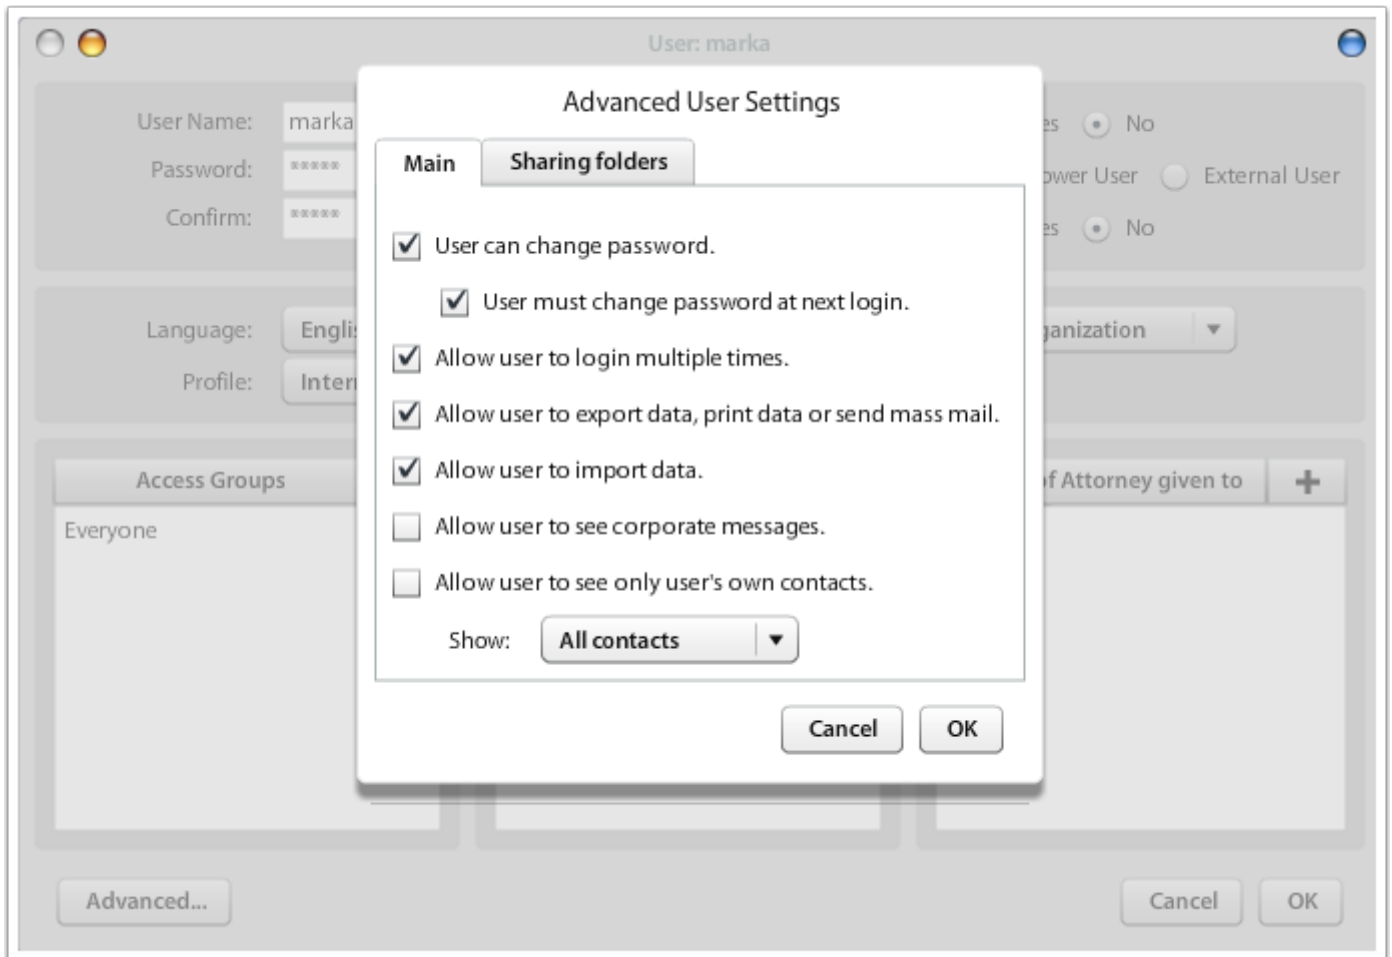 User: marka
Advanced User Settings
User Name: marka
No
Main Sharing folders
Password: *****
ower User External User
Confirm: *****
No
User can change password.
User must change password at next login.
Language: Englis
ganization
Allow user to login multiple times.
Profile: Intern
Allow user to export data, print data or send mass mail.
Access Groups
Allow user to import data.
of Attorney given to +
Everyone
Allow user to see corporate messages.
Allow user to see only user's own contacts.
Show: All contacts
Cancel OK
Advanced...
Cancel OK